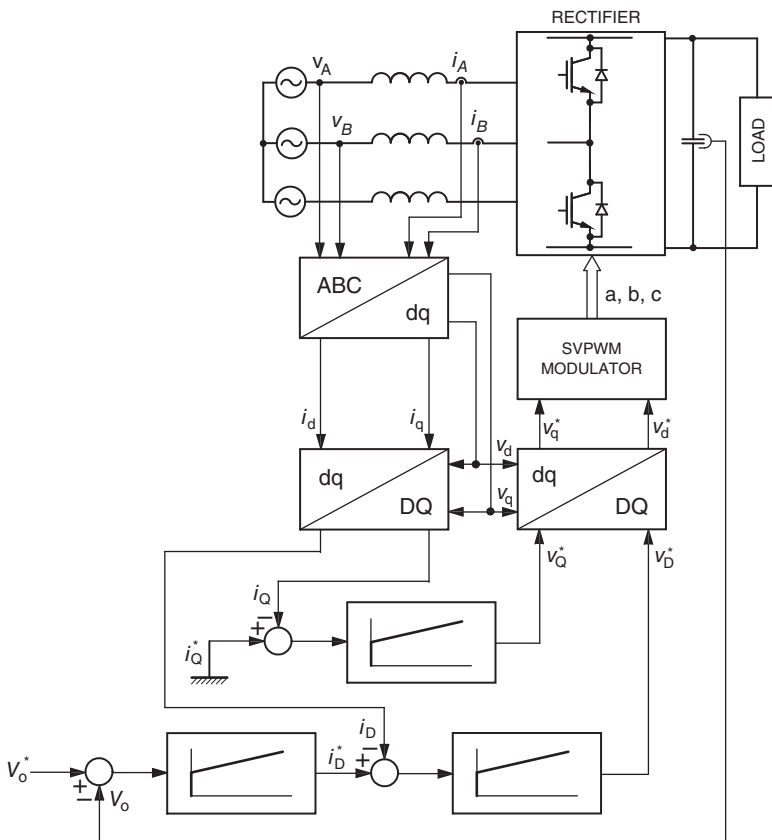 RECTIFIER
v_A
i_A
v_B
i_B
LOAD
ABC
dq
a, b, c
SVPWM
MODULATOR
i_d
i_q
v_q^*
v_d^*
dq
DQ
v_d
v_q
dq
DQ
v_Q^*
v_D^*
i_Q
+
−
i_Q^*
i_D
V_o^*
+
−
V_o
i_D^*
+
−